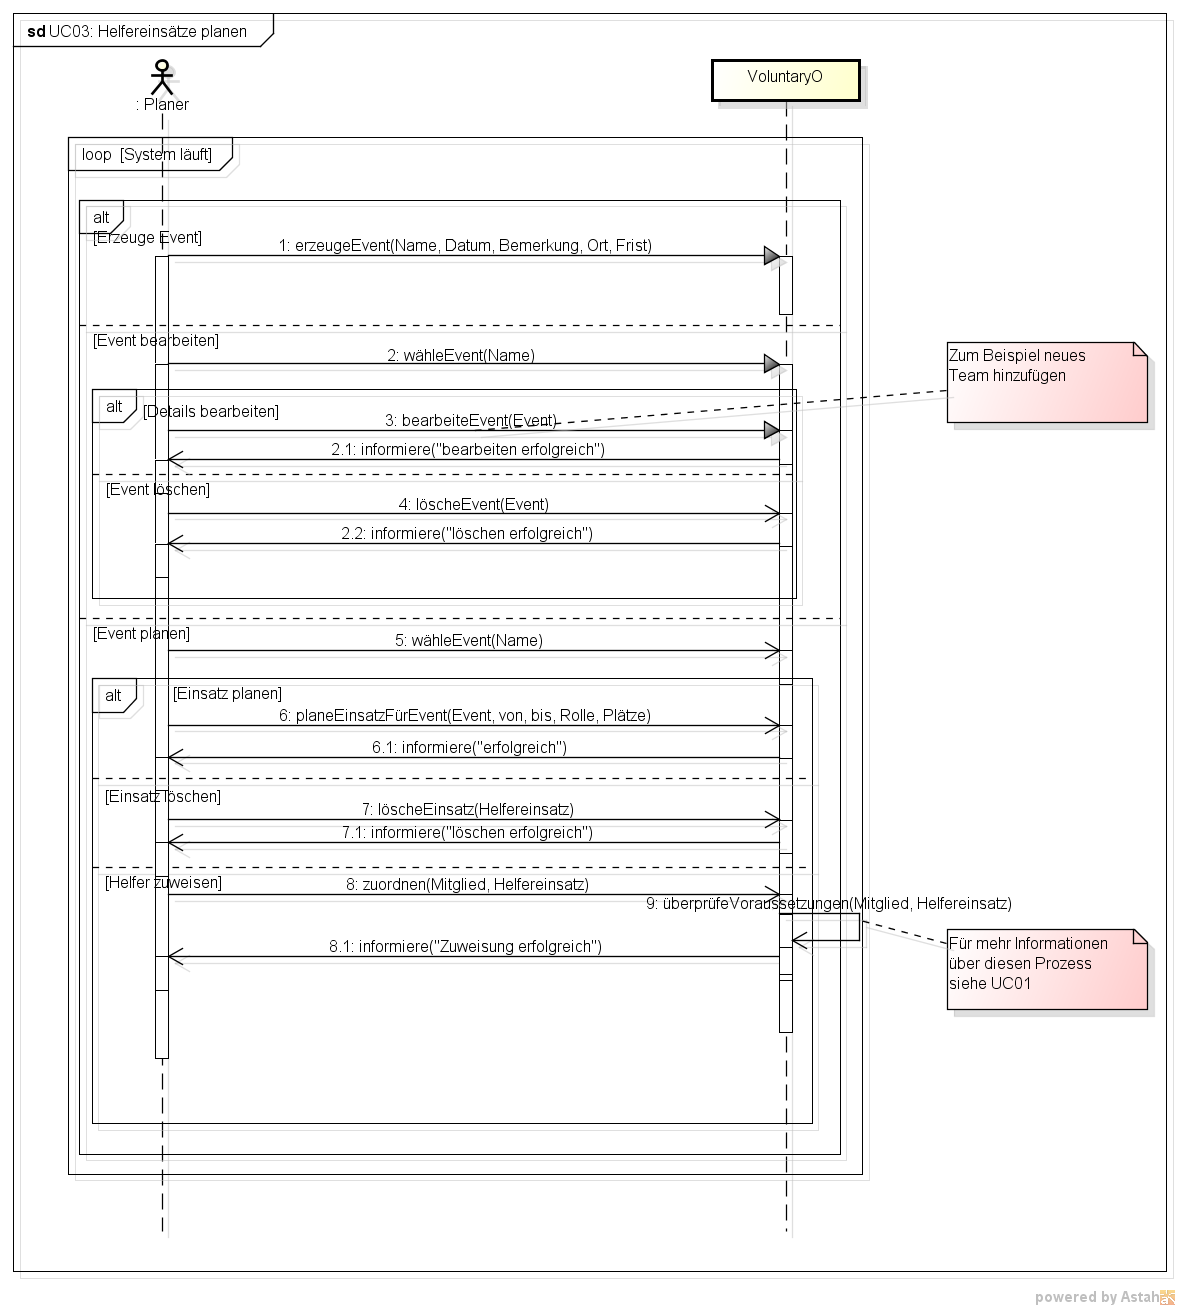 sd UC03: Helfereinsätze planen
: Planer
VoluntaryO
loop [System läuft]
alt
[Erzeuge Event]
1: erzeugeEvent(Name, Datum, Bemerkung, Ort, Frist)
[Event bearbeiten]
2: wähleEvent(Name)
Zum Beispiel neues
Team hinzufügen
alt
[Details bearbeiten]
3: bearbeiteEvent(Event)
2.1: informiere("bearbeiten erfolgreich")
[Event löschen]
4: löscheEvent(Event)
2.2: informiere("löschen erfolgreich")
[Event planen]
5: wähleEvent(Name)
alt
[Einsatz planen]
6: planeEinsatzFürEvent(Event, von, bis, Rolle, Plätze)
6.1: informiere("erfolgreich")
[Einsatz löschen]
7: löscheEinsatz(Helfereinsatz)
7.1: informiere("löschen erfolgreich")
[Helfer zuweisen]
8: zuordnen(Mitglied, Helfereinsatz)
9: überprüfeVoraussetzungen(Mitglied, Helfereinsatz)
8.1: informiere("Zuweisung erfolgreich")
Für mehr Informationen
über diesen Prozess
siehe UC01
powered by Astah